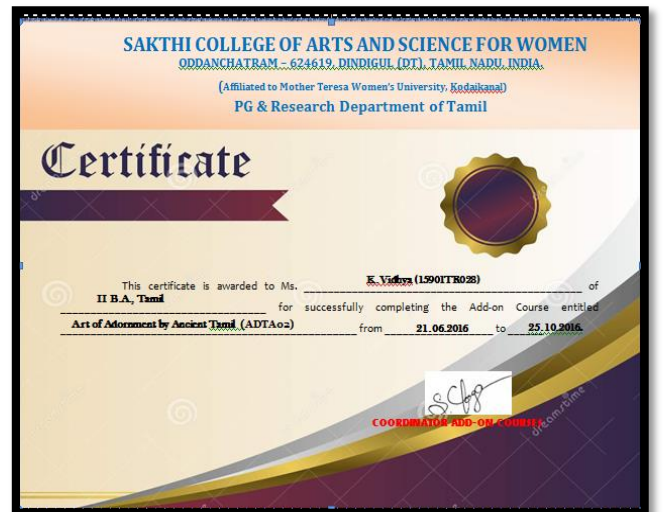 SAKTHI COLLEGE OF ARTS AND SCIENCE FOR WOMEN
ODDANCHATRAM – 624619, DINDIGUL (DT), TAMIL NADU, INDIA.
(Affiliated to Mother Teresa Women's University, Kodaikanal)
PG & Research Department of Tamil
Certificate
This certificate is awarded to Ms. K. Vidhya (15901TR028) of
II B.A., Tamil for successfully completing the Add-on Course entitled
Art of Adornment by Ancient Tamil (ADTA02) from 21.06.2016 to 25.10.2016.
COORDINATOR ADD-ON COURSES
dreamstime